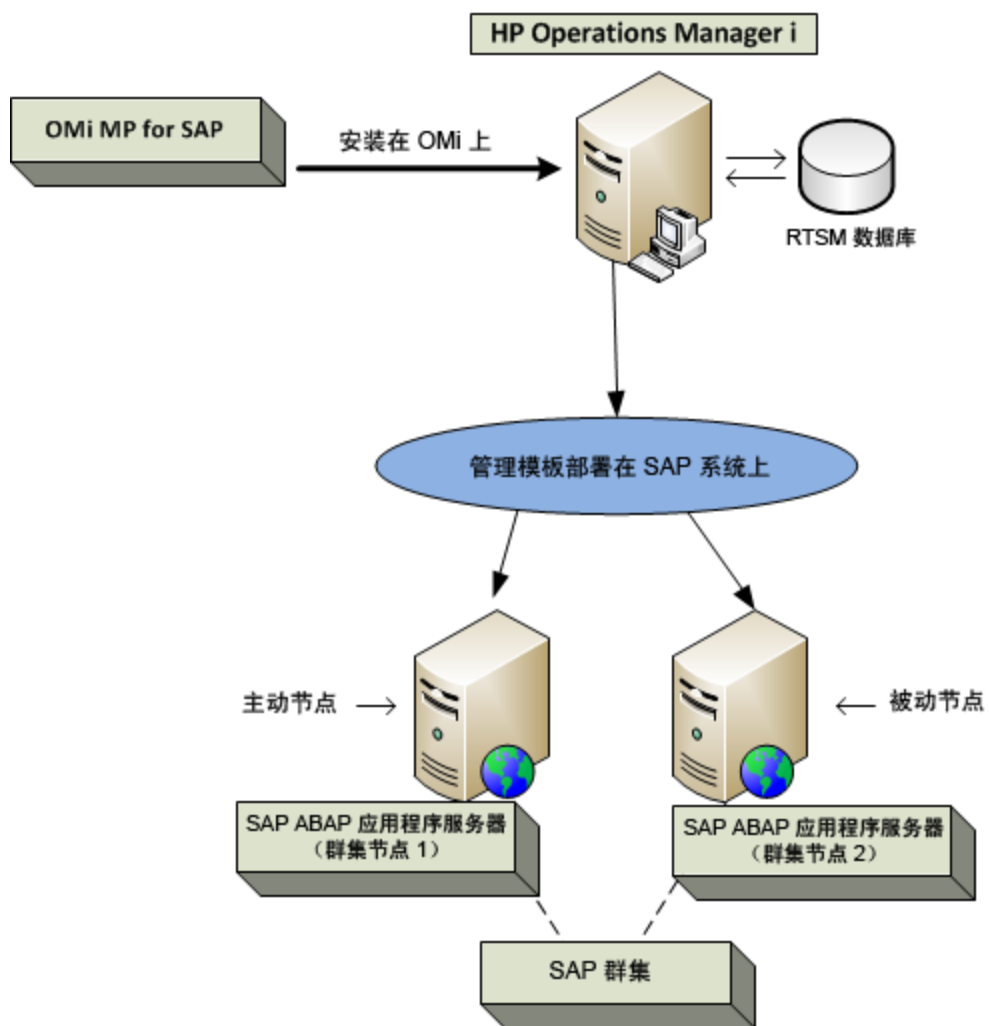 HP Operations Manager i
OMi MP for SAP
安装在 OMi 上
RTSM 数据库
管理模板部署在 SAP 系统上
主动节点
被动节点
SAP ABAP 应用程序服务器
（群集节点 1）
SAP ABAP 应用程序服务器
（群集节点 2）
SAP 群集